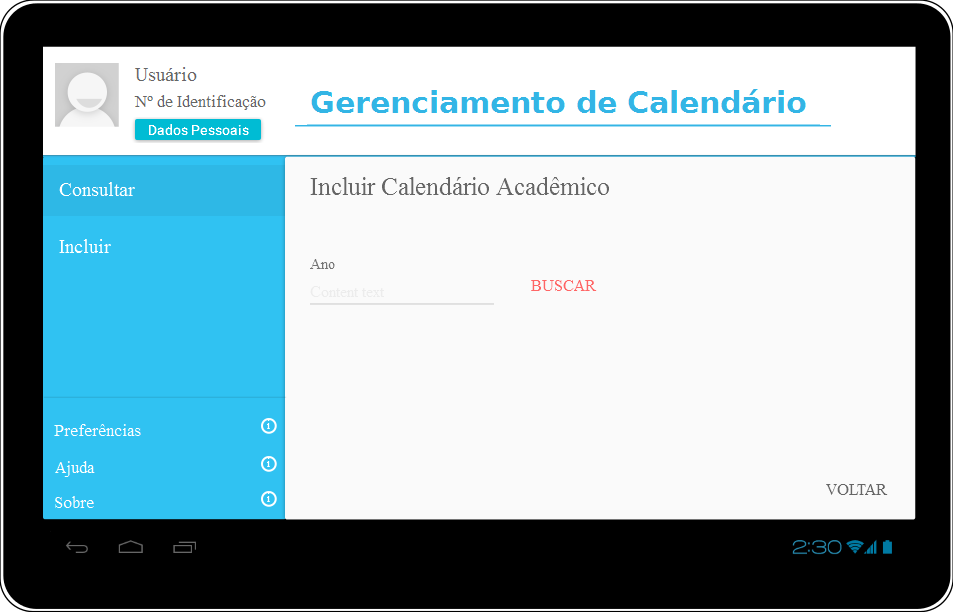 Usuário
Nº de Identificação
Dados Pessoais
Gerenciamento de Calendário
Consultar
Incluir
Incluir Calendário Acadêmico
Ano
Content text
BUSCAR
Preferências
Ajuda
Sobre
VOLTAR
2:30